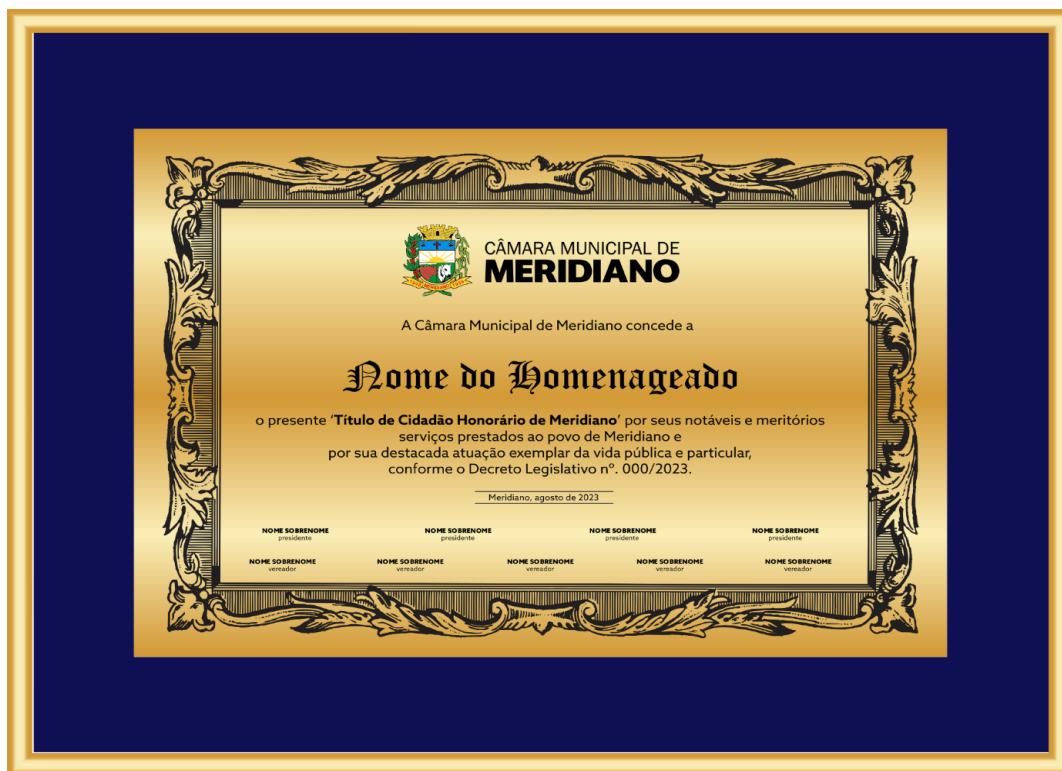 CÂMARA MUNICIPAL DE
MERIDIANO
A Câmara Municipal de Meridiano concede a
Nome do Homenageado
o presente ‘Título de Cidadão Honorário de Meridiano’ por seus notáveis e meritórios
serviços prestados ao povo de Meridiano e
por sua destacada atuação exemplar da vida pública e particular,
conforme o Decreto Legislativo nº. 000/2023.
Meridiano, agosto de 2023
NOME SOBRENOME NOME SOBRENOME NOME SOBRENOME NOME SOBRENOME
presidente presidente presidente presidente
NOME SOBRENOME NOME SOBRENOME NOME SOBRENOME NOME SOBRENOME NOME SOBRENOME
vereador vereador vereador vereador vereador